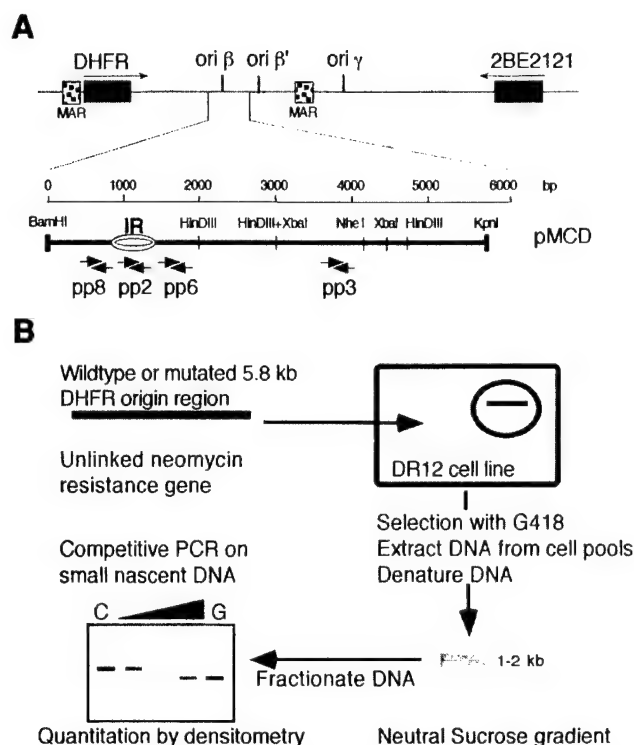 A
DHFR ori β ori β' ori γ 2BE2121
MAR MAR
0 1000 2000 3000 4000 5000 6000 bp
BamHI IR HinDIII HinDIII+XbaI Nhe I XbaI HinDIII KpnI
pMCD
pp8 pp2 pp6 pp3
B
Wildtype or mutated 5.8 kb
DHFR origin region
Unlinked neomycin
resistance gene
DR12 cell line
Selection with G418
Extract DNA from cell pools
Denature DNA
Competitive PCR on
small nascent DNA
C G
1-2 kb
Fractionate DNA
Quantitation by densitometry
Neutral Sucrose gradient